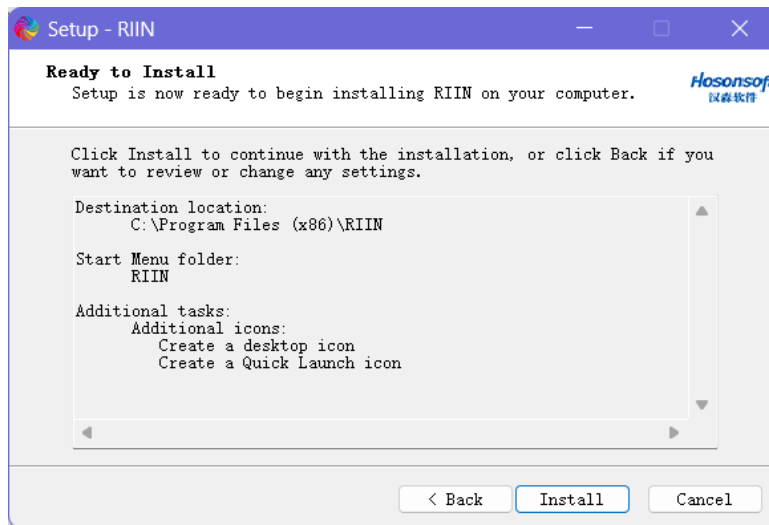 Setup - RIIN
Ready to Install
Setup is now ready to begin installing RIIN on your computer.
Hosonsoft
汉森软件
Click Install to continue with the installation, or click Back if you
want to review or change any settings.
Destination location:
C:\Program Files (x86)\RIIN
Start Menu folder:
RIIN
Additional tasks:
Additional icons:
Create a desktop icon
Create a Quick Launch icon
< Back
Install
Cancel